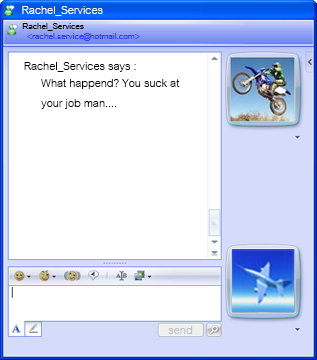 Rachel_Services
Rachel_Services
<rachel.service@hotmail.com>
Rachel_Services says :
What happend? You suck at
your job man....
A
send